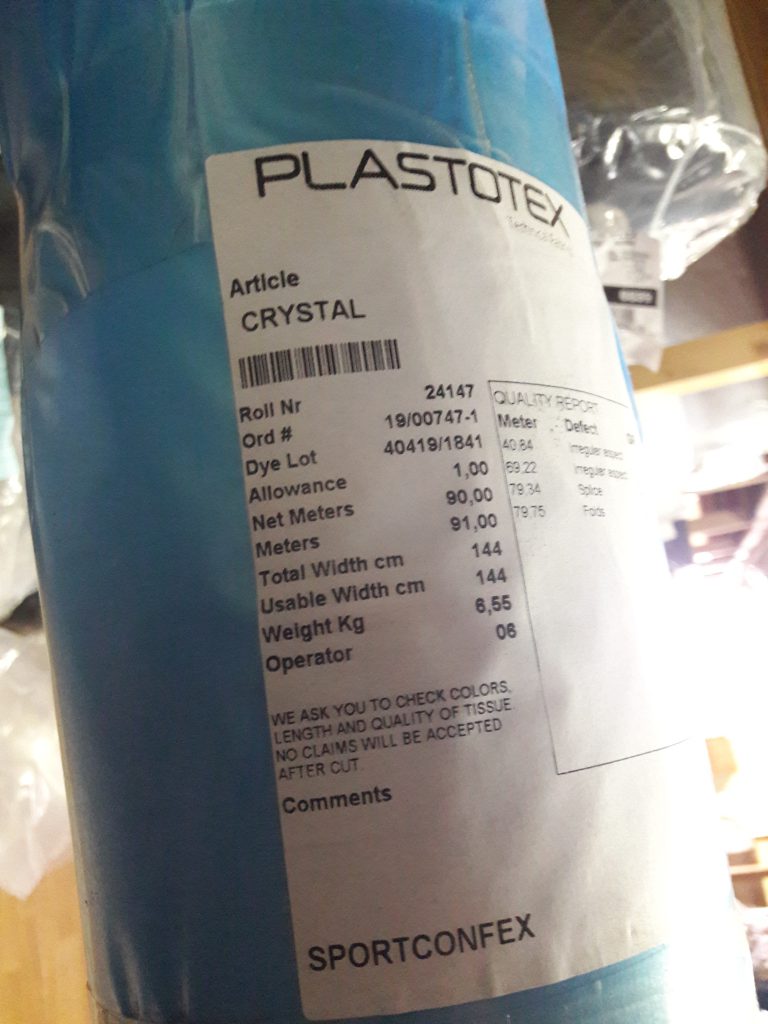 PLASTOTEX
Article
CRYSTAL
Roll Nr 24147
Ord # 19/00747-1
Dye Lot 40419/1841
Allowance 1,00
Net Meters 90,00
Meters 91,00
Total Width cm 144
Usable Width cm 144
Weight Kg 6,55
Operator 06
QUALITY REPORT
Meter Defect
40.84 Irregular
69.22 Irregular
79.34 Splice
79.75 Folds
WE ASK YOU TO CHECK COLORS,
LENGTH AND QUALITY OF TISSUE.
NO CLAIMS WILL BE ACCEPTED
AFTER CUT.
Comments
SPORTCONFEX